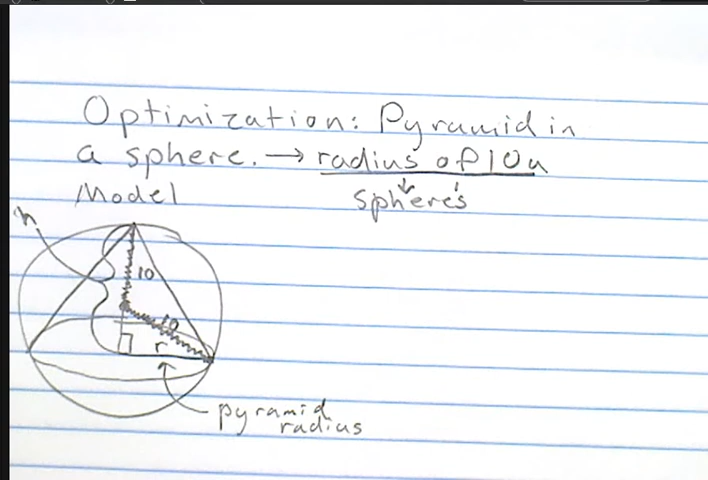 Optimization: Pyramid in
a sphere. → radius of 10u
Model
sphere's
h
10
10
r
pyramid
radius